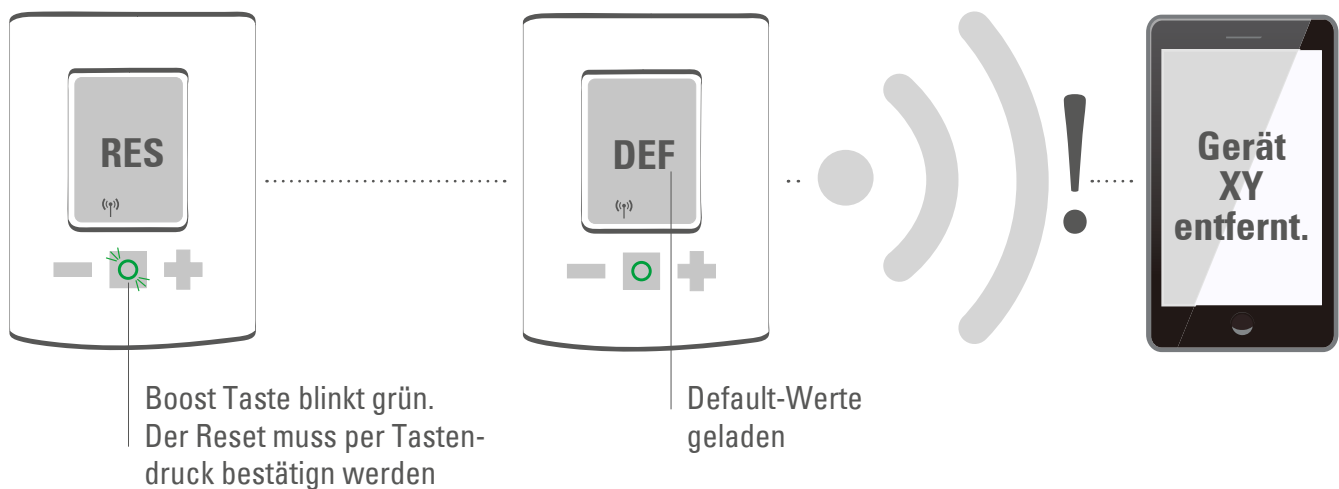 RES
DEF
Gerät
XY
entfernt.
Boost Taste blinkt grün.
Der Reset muss per Tasten-
druck bestätign werden
Default-Werte
geladen